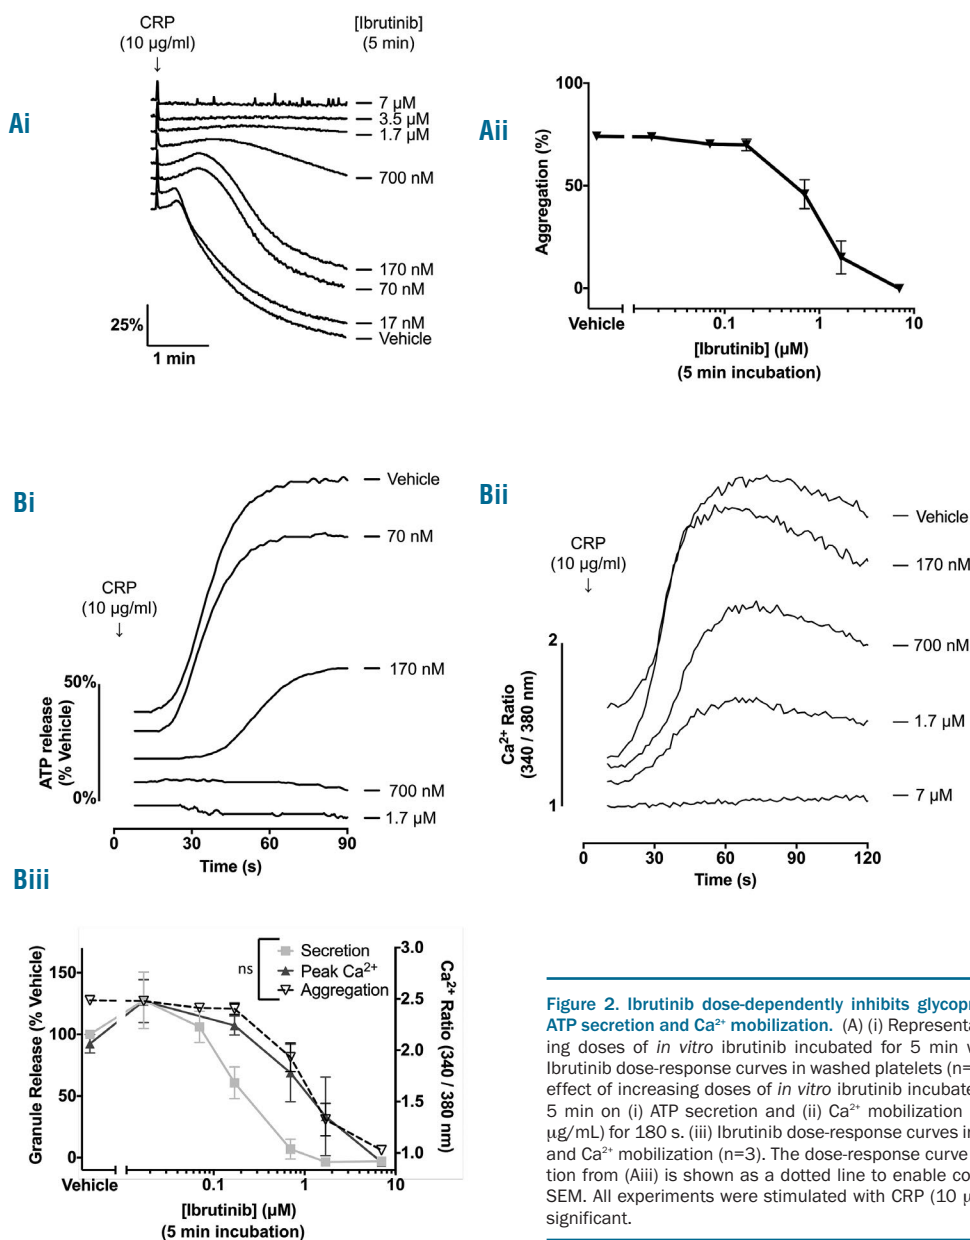 CRP
(10 µg/ml)
↓
[Ibrutinib]
(5 min)
Ai
7 µM
3.5 µM
1.7 µM
700 nM
170 nM
70 nM
17 nM
Vehicle
25%
1 min
Aii
Aggregation (%)
100
50
0
Vehicle
0.1
1
10
[Ibrutinib] (µM)
(5 min incubation)
Bi
CRP
(10 µg/ml)
↓
Vehicle
70 nM
170 nM
700 nM
1.7 µM
ATP release
(% Vehicle)
50%
0%
0
30
60
90
Time (s)
Bii
CRP
(10 µg/ml)
↓
Vehicle
170 nM
700 nM
1.7 µM
7 µM
Ca²⁺ Ratio
(340 / 380 nm)
2
1
0
30
60
90
120
Time (s)
Biii
Granule Release (% Vehicle)
150
100
50
0
ns
Secretion
Peak Ca²⁺
Aggregation
3.0
2.5
2.0
1.5
1.0
Ca²⁺ Ratio (340 / 380 nm)
Vehicle
0.1
1
10
[Ibrutinib] (µM)
(5 min incubation)
Figure 2. Ibrutinib dose-dependently inhibits glycopr
ATP secretion and Ca²⁺ mobilization. (A) (i) Representa
ing doses of in vitro ibrutinib incubated for 5 min v
Ibrutinib dose-response curves in washed platelets (n=
effect of increasing doses of in vitro ibrutinib incubate
5 min on (i) ATP secretion and (ii) Ca²⁺ mobilization
µg/mL) for 180 s. (iii) Ibrutinib dose-response curves in
and Ca²⁺ mobilization (n=3). The dose-response curve
tion from (Aiii) is shown as a dotted line to enable co
SEM. All experiments were stimulated with CRP (10 µ
significant.